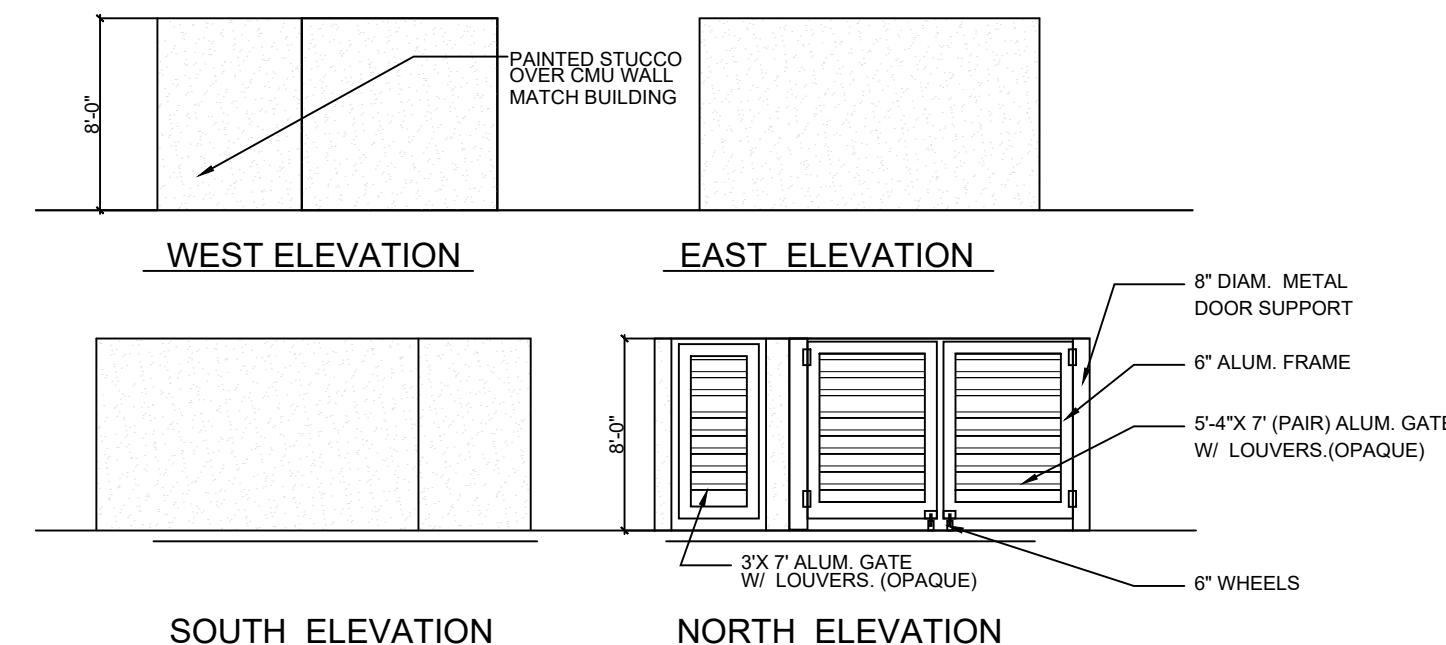 8'-0"
PAINTED STUCCO
OVER CMU WALL
MATCH BUILDING
WEST ELEVATION
EAST ELEVATION
8" DIAM. METAL
DOOR SUPPORT
6" ALUM. FRAME
5'-4"X 7' (PAIR) ALUM. GATE
W/ LOUVERS.(OPAQUE)
8'-0"
3'X 7' ALUM. GATE
W/ LOUVERS. (OPAQUE)
6" WHEELS
SOUTH ELEVATION
NORTH ELEVATION